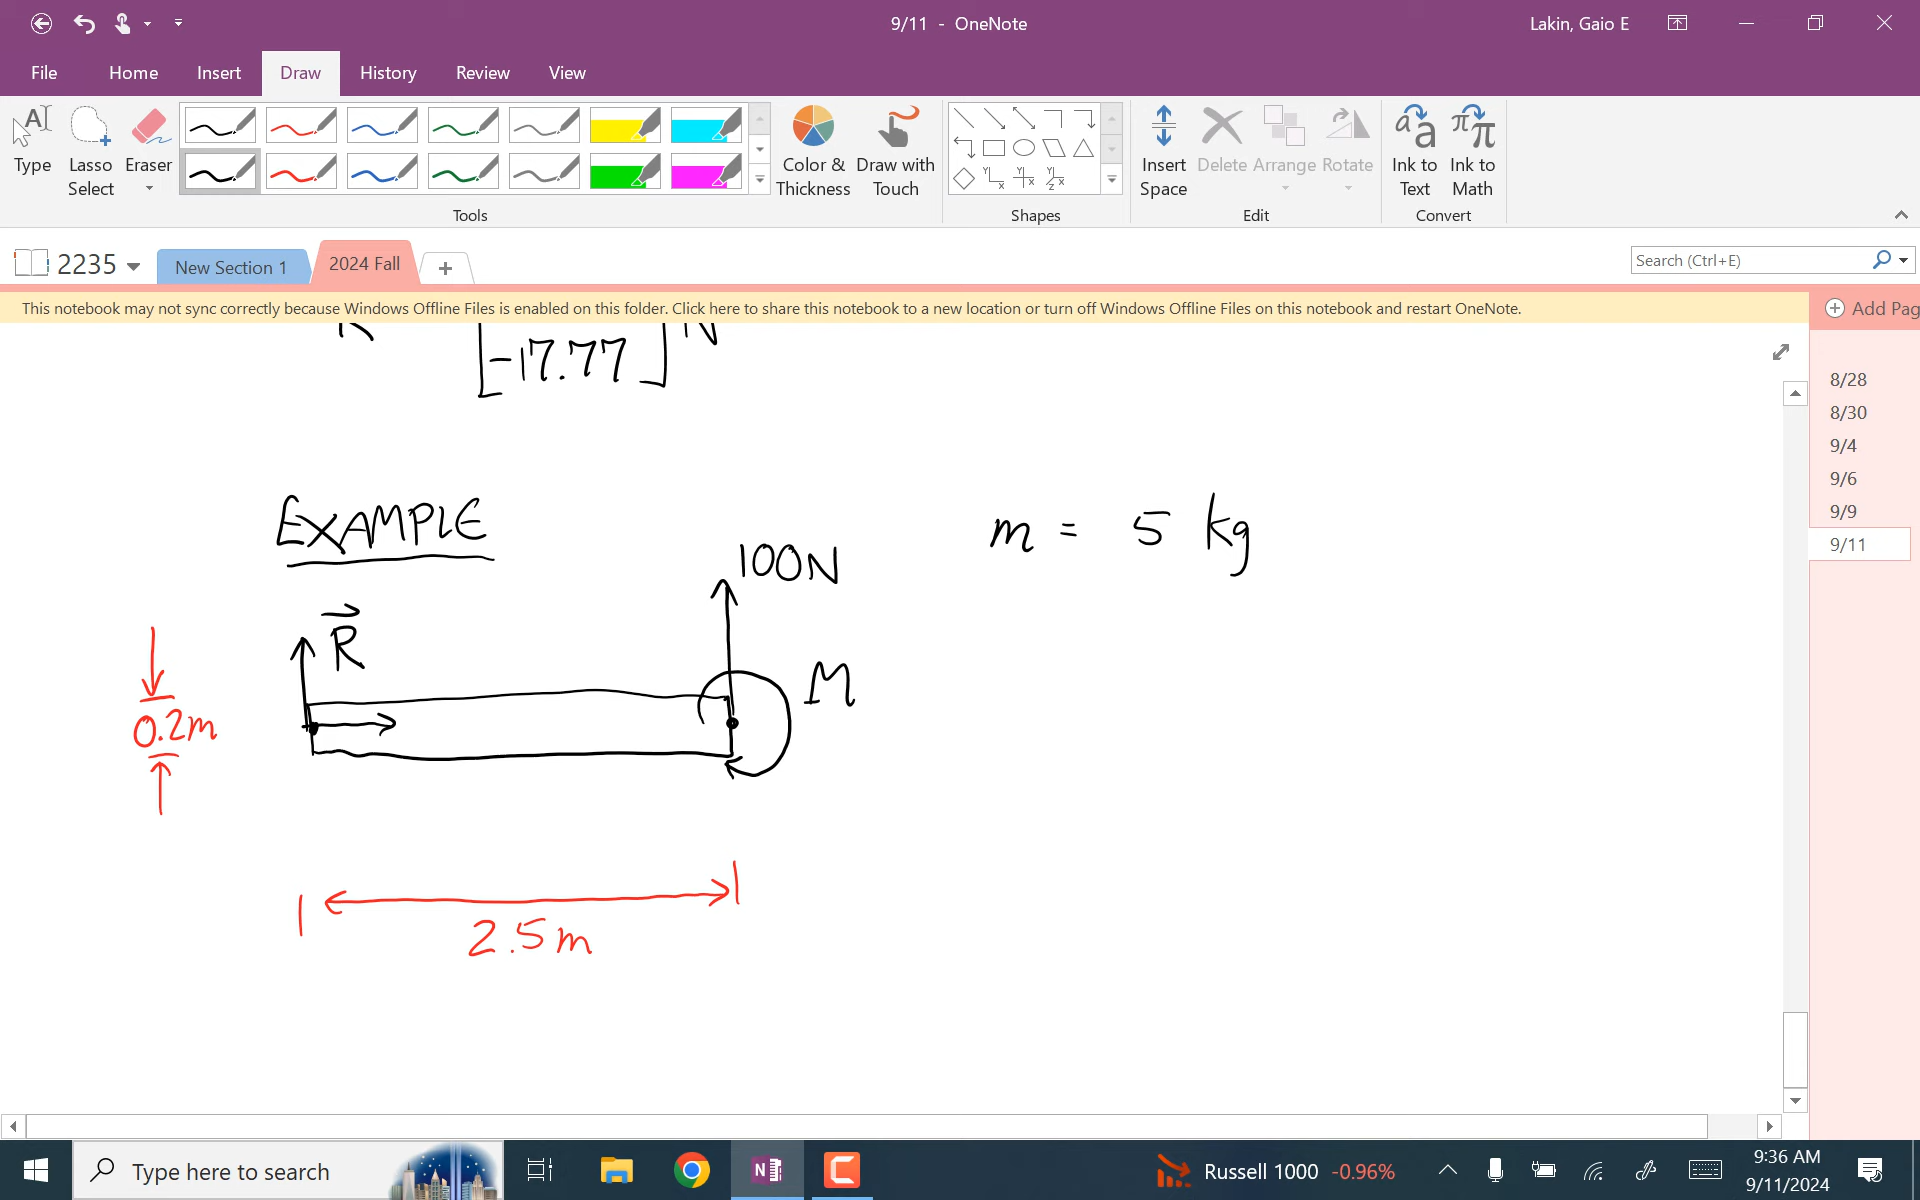 9/11 - OneNote
Lakin, Gaio E
File Home Insert Draw History Review View
Type
Lasso Select
Eraser
Color & Thickness
Draw with Touch
Insert Space
Delete
Arrange
Rotate
Ink to Text
Ink to Math
Tools Shapes Edit Convert
2235
New Section 1
2024 Fall
Search (Ctrl+E)
This notebook may not sync correctly because Windows Offline Files is enabled on this folder. Click here to share this notebook to a new location or turn off Windows Offline Files on this notebook and restart OneNote.
Add Pag
8/28
8/30
9/4
9/6
9/9
9/11
-17.77 N
EXAMPLE
m = 5 kg
100N
R
M
0.2m
2.5m
Type here to search
Russell 1000 -0.96%
9:36 AM
9/11/2024